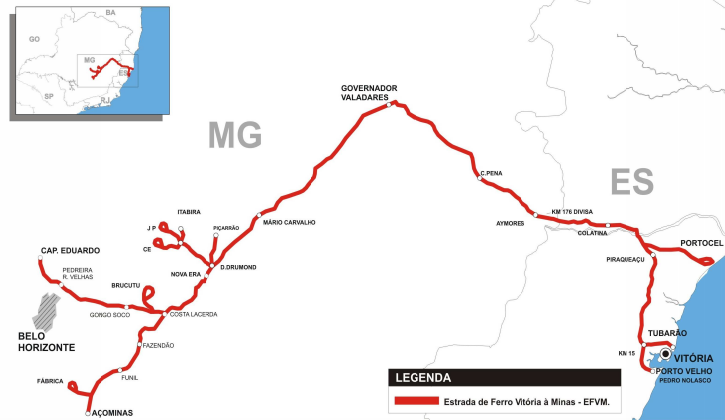 BA
GO
MG
ES
SP
RJ
GOVERNADOR
VALADARES
MG
ES
C.PENA
ITABIRA
J P
PIÇARRÃO
MÁRIO CARVALHO
AYMORES
KM 176 DIVISA
COLATINA
CE
CAP. EDUARDO
D.DRUMOND
PIRAQUEAÇU
PORTOCEL
PEDREIRA
R. VELHAS
NOVA ERA
BRUCUTU
GONGO SOCO
COSTA LACERDA
BELO
HORIZONTE
FAZENDÃO
TUBARÃO
KN 15
VITÓRIA
FUNIL
PORTO VELHO
PEDRO NOLASCO
FÁBRICA
LEGENDA
Estrada de Ferro Vitória à Minas - EFVM.
AÇOMINAS